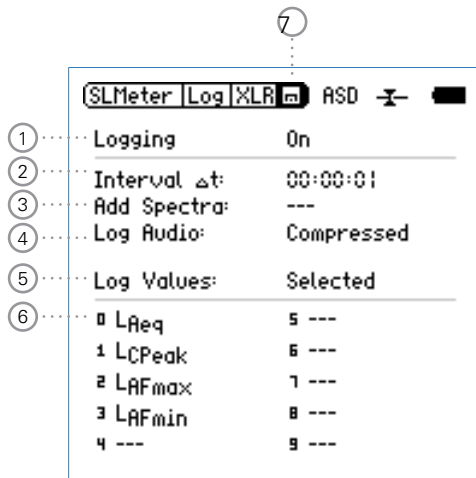 7
SLMeter Log XLR ASD
1 Logging On
2 Interval Δt: 00:00:01
3 Add Spectra: ---
4 Log Audio: Compressed
5 Log Values: Selected
6 0 LAeq 5 ---
1 LCPeak 6 ---
2 LAFmax 7 ---
3 LAFmin 8 ---
4 --- 9 ---